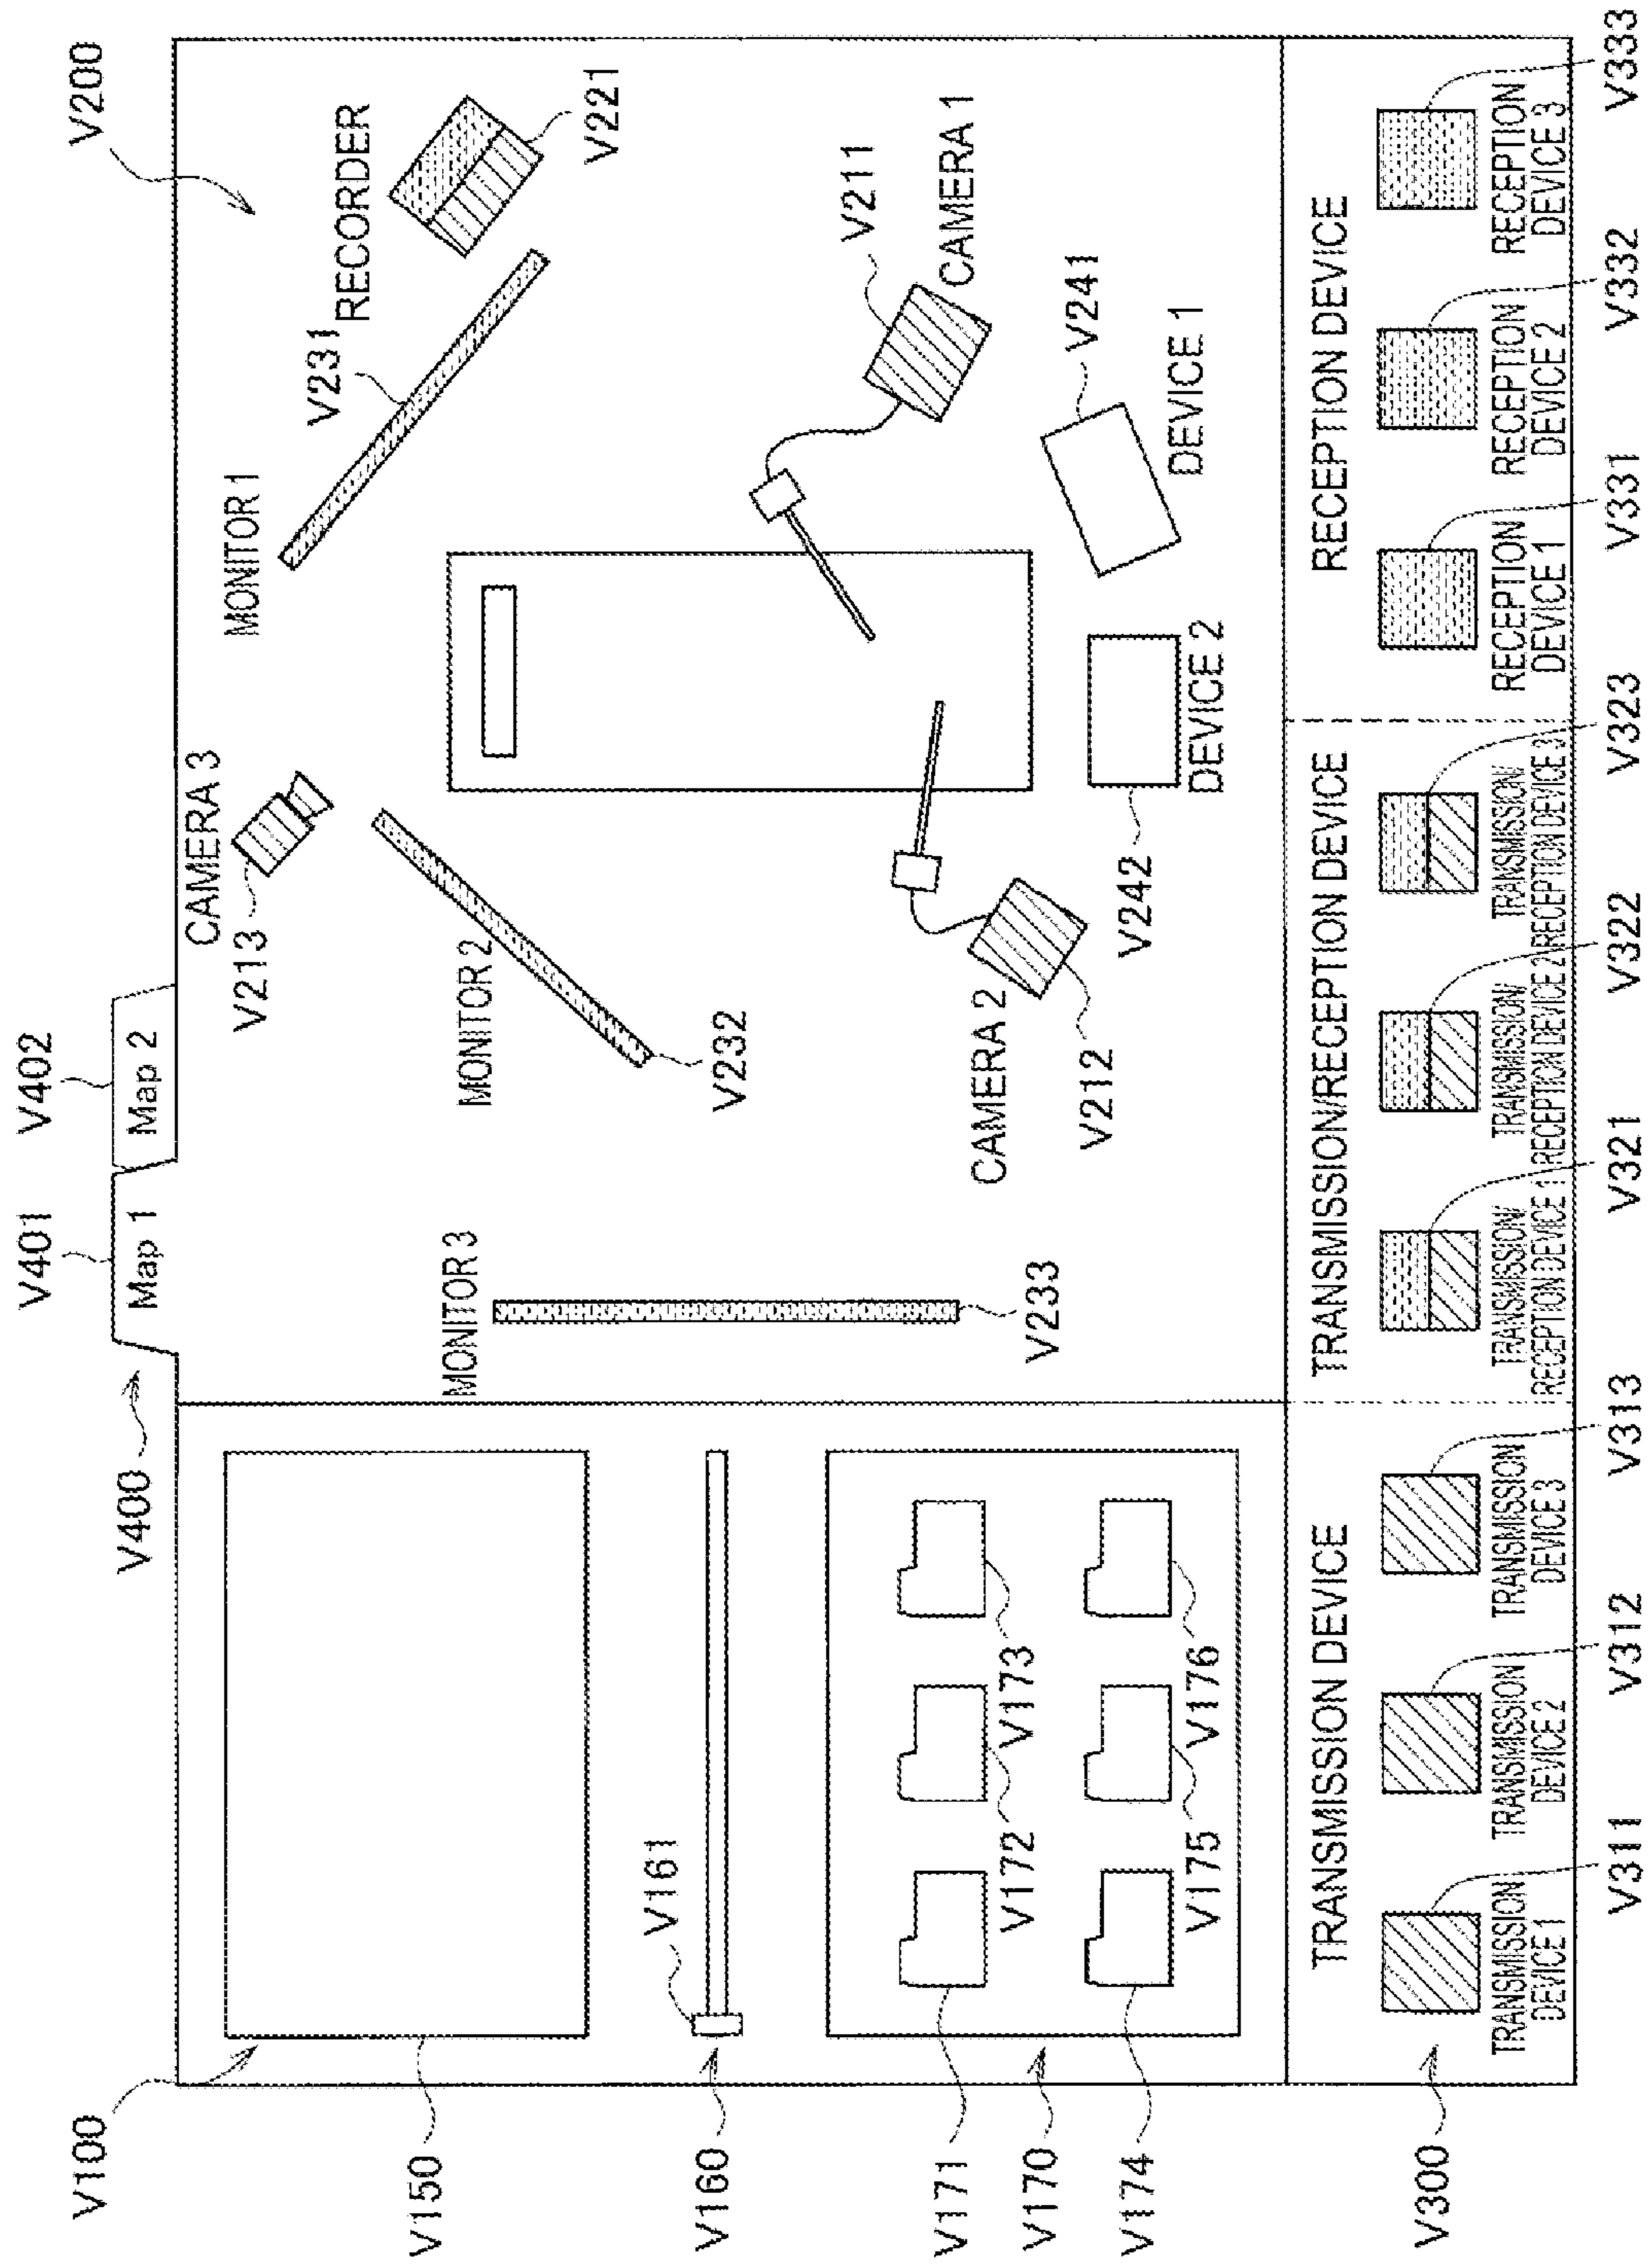 V401
V402
V400
Map 1
Map 2
V100
V200
V150
V160
V161
V170
V171
V172
V173
V174
V175
V176
CAMERA 3
V213
MONITOR 1
V231
RECORDER
V221
MONITOR 2
V232
MONITOR 3
V233
V211
CAMERA 1
CAMERA 2
V212
V241
DEVICE 1
V242
DEVICE 2
V300
TRANSMISSION DEVICE
TRANSMISSION
DEVICE 1
TRANSMISSION
DEVICE 2
TRANSMISSION
DEVICE 3
V311
V312
V313
TRANSMISSION/RECEPTION DEVICE
TRANSMISSION/
RECEPTION DEVICE 1
TRANSMISSION/
RECEPTION DEVICE 2
TRANSMISSION/
RECEPTION DEVICE 3
V321
V322
V323
RECEPTION DEVICE
RECEPTION
DEVICE 1
RECEPTION
DEVICE 2
RECEPTION
DEVICE 3
V331
V332
V333